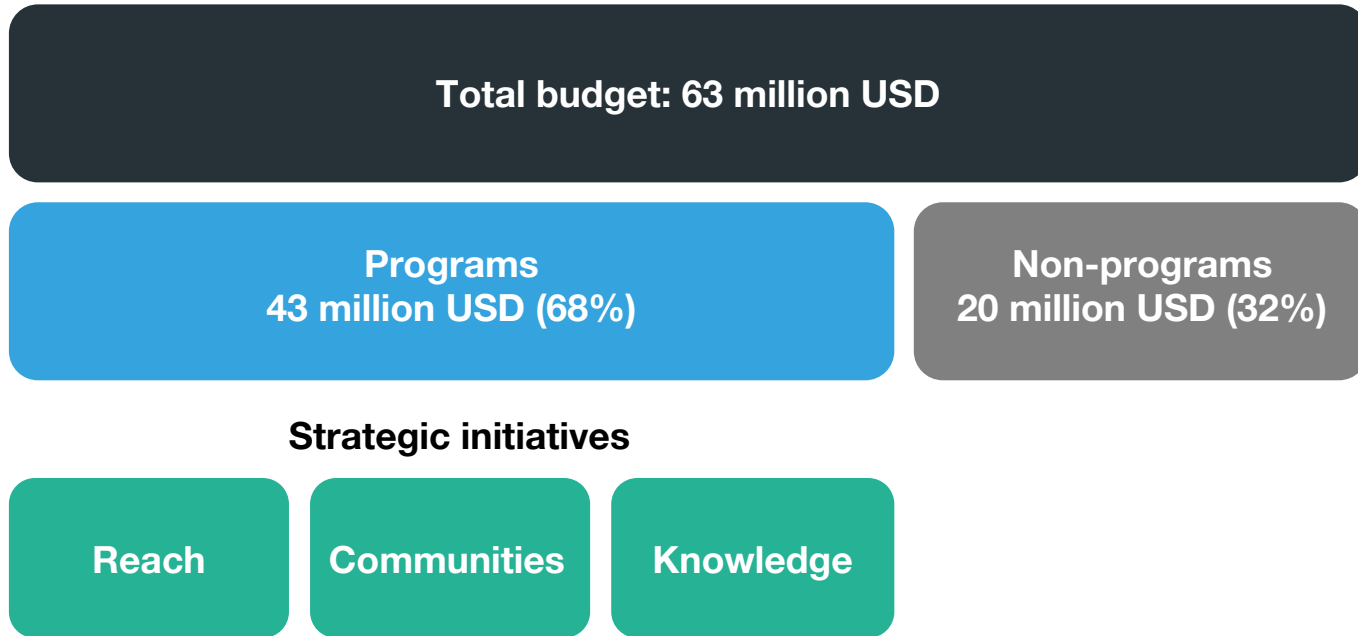 Total budget: 63 million USD
Programs
43 million USD (68%)
Non-programs
20 million USD (32%)
Strategic initiatives
Reach
Communities
Knowledge